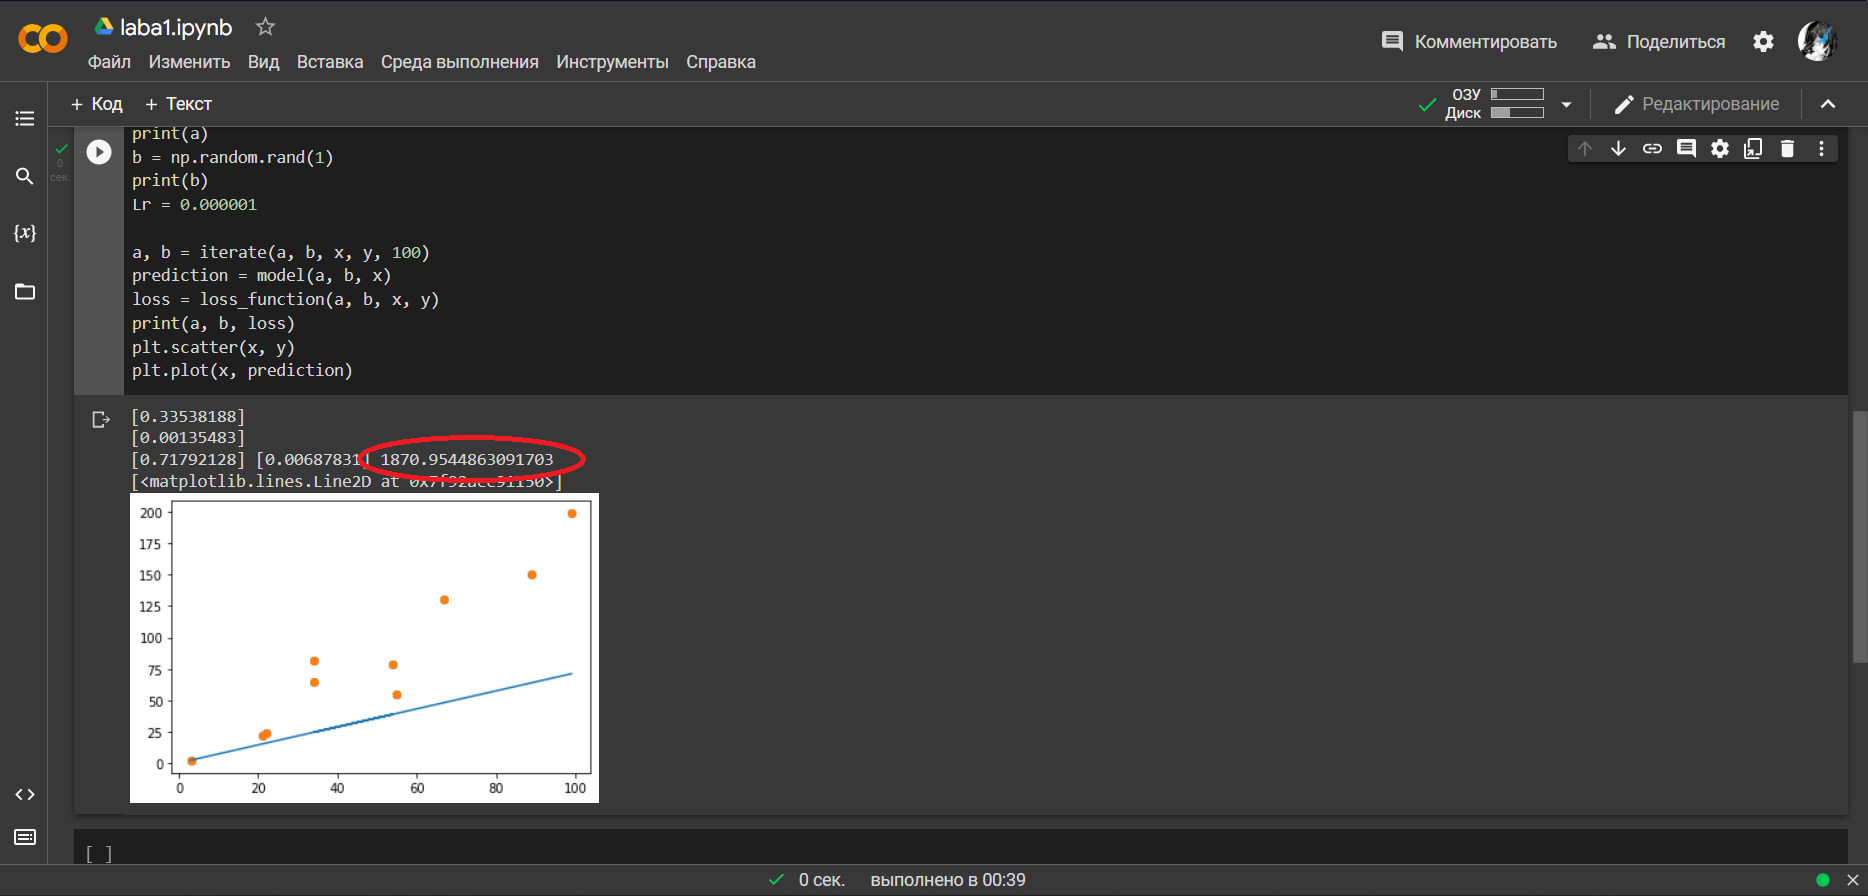 laba1.ipynb
Комментировать
Поделиться
Файл Изменить Вид Вставка Среда выполнения Инструменты Справка
+ Код + Текст
ОЗУ
Диск
Редактирование
{x}
0
сек.
print(a)
b = np.random.rand(1)
print(b)
Lr = 0.000001
a, b = iterate(a, b, x, y, 100)
prediction = model(a, b, x)
loss = loss_function(a, b, x, y)
print(a, b, loss)
plt.scatter(x, y)
plt.plot(x, prediction)
[0.33538188]
[0.00135483]
[0.71792128] [0.00687831] 1870.9544863091703
[<matplotlib.lines.Line2D at
200
175
150
125
100
75
50
25
0
0 20 40 60 80 100
[ ]
0 сек. выполнено в 00:39